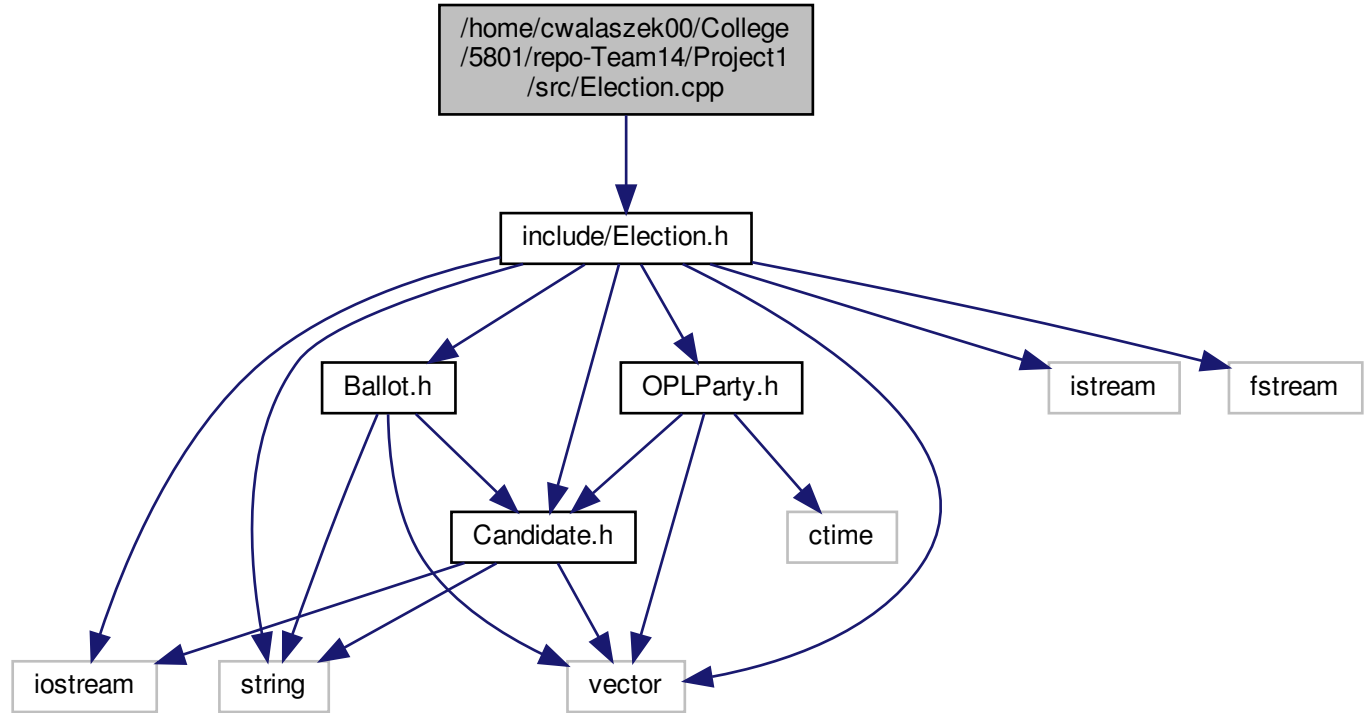 /home/cwalaszek00/College
/5801/repo-Team14/Project1
/src/Election.cpp
include/Election.h
Ballot.h
OPLParty.h
istream
fstream
Candidate.h
ctime
iostream
string
vector